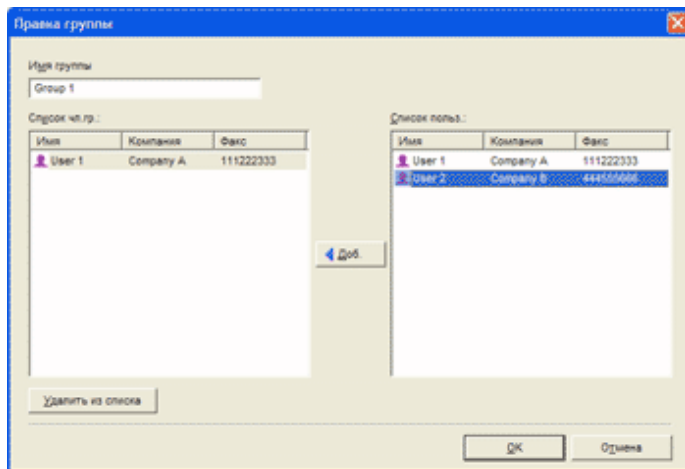 Правка группы
Имя группы
Group 1
Список чл.гр.:
Имя Компания Факс
User 1 Company A 111222333
Доб.
Список польз.:
Имя Компания Факс
User 1 Company A 111222333
User 2 Company B 444555666
Удалить из списка
OK
Отмена